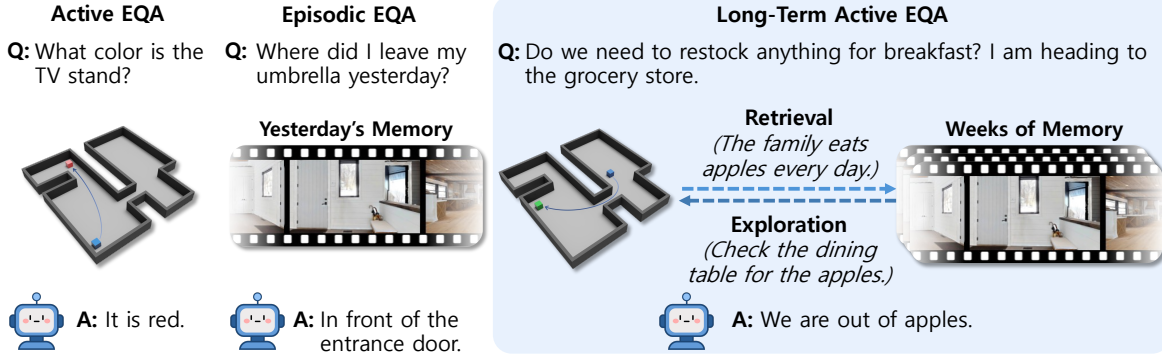 Active EQA
Q: What color is the
TV stand?
A: It is red.
Episodic EQA
Q: Where did I leave my
umbrella yesterday?
Yesterday's Memory
A: In front of the
entrance door.
Long-Term Active EQA
Q: Do we need to restock anything for breakfast? I am heading to
the grocery store.
Retrieval
(The family eats
apples every day.)
Exploration
(Check the dining
table for the apples.)
Weeks of Memory
A: We are out of apples.